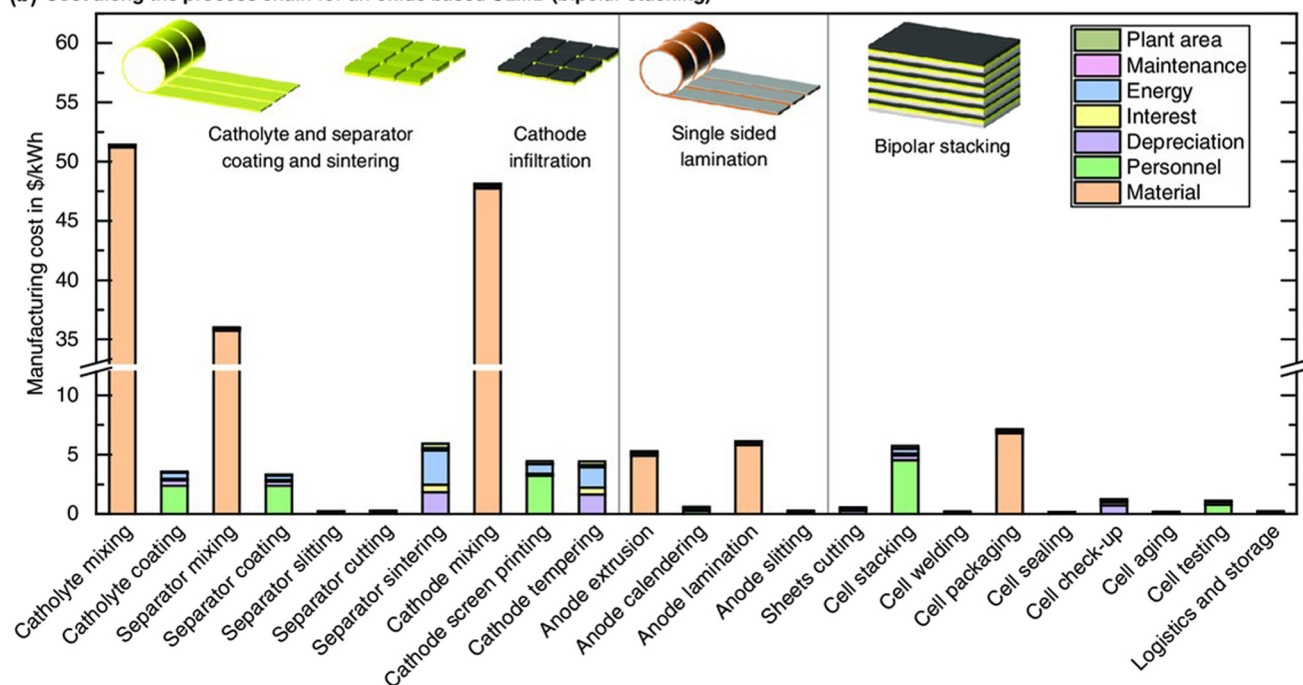 60
55
50
45
40
35
10
5
0
Manufacturing cost in $/kWh
Catholyte and separator
coating and sintering
Cathode
infiltration
Single sided
lamination
Bipolar stacking
Plant area
Maintenance
Energy
Interest
Depreciation
Personnel
Material
Catholyte mixing
Catholyte coating
Separator mixing
Separator coating
Separator slitting
Separator cutting
Separator sintering
Cathode mixing
Cathode screen printing
Cathode tempering
Anode extrusion
Anode calendering
Anode lamination
Anode slitting
Sheets cutting
Cell stacking
Cell welding
Cell packaging
Cell sealing
Cell check-up
Cell aging
Cell testing
Logistics and storage